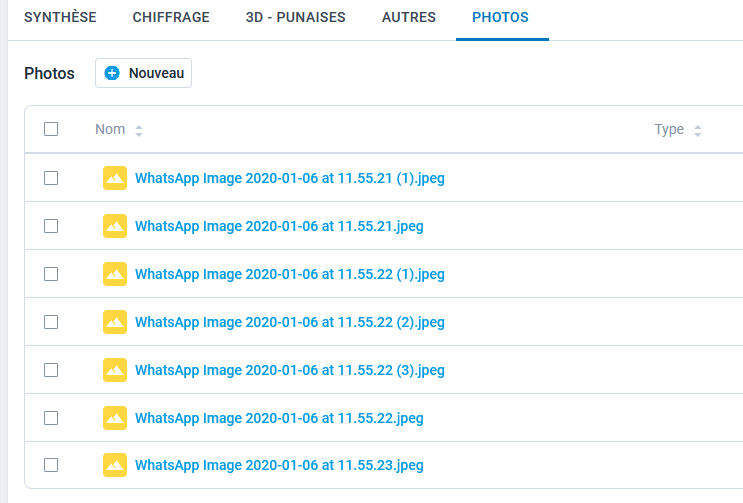 SYNTHÈSE CHIFFRAGE 3D - PUNAISES AUTRES PHOTOS
Photos Nouveau
Nom Type
WhatsApp Image 2020-01-06 at 11.55.21 (1).jpeg
WhatsApp Image 2020-01-06 at 11.55.21.jpeg
WhatsApp Image 2020-01-06 at 11.55.22 (1).jpeg
WhatsApp Image 2020-01-06 at 11.55.22 (2).jpeg
WhatsApp Image 2020-01-06 at 11.55.22 (3).jpeg
WhatsApp Image 2020-01-06 at 11.55.22.jpeg
WhatsApp Image 2020-01-06 at 11.55.23.jpeg